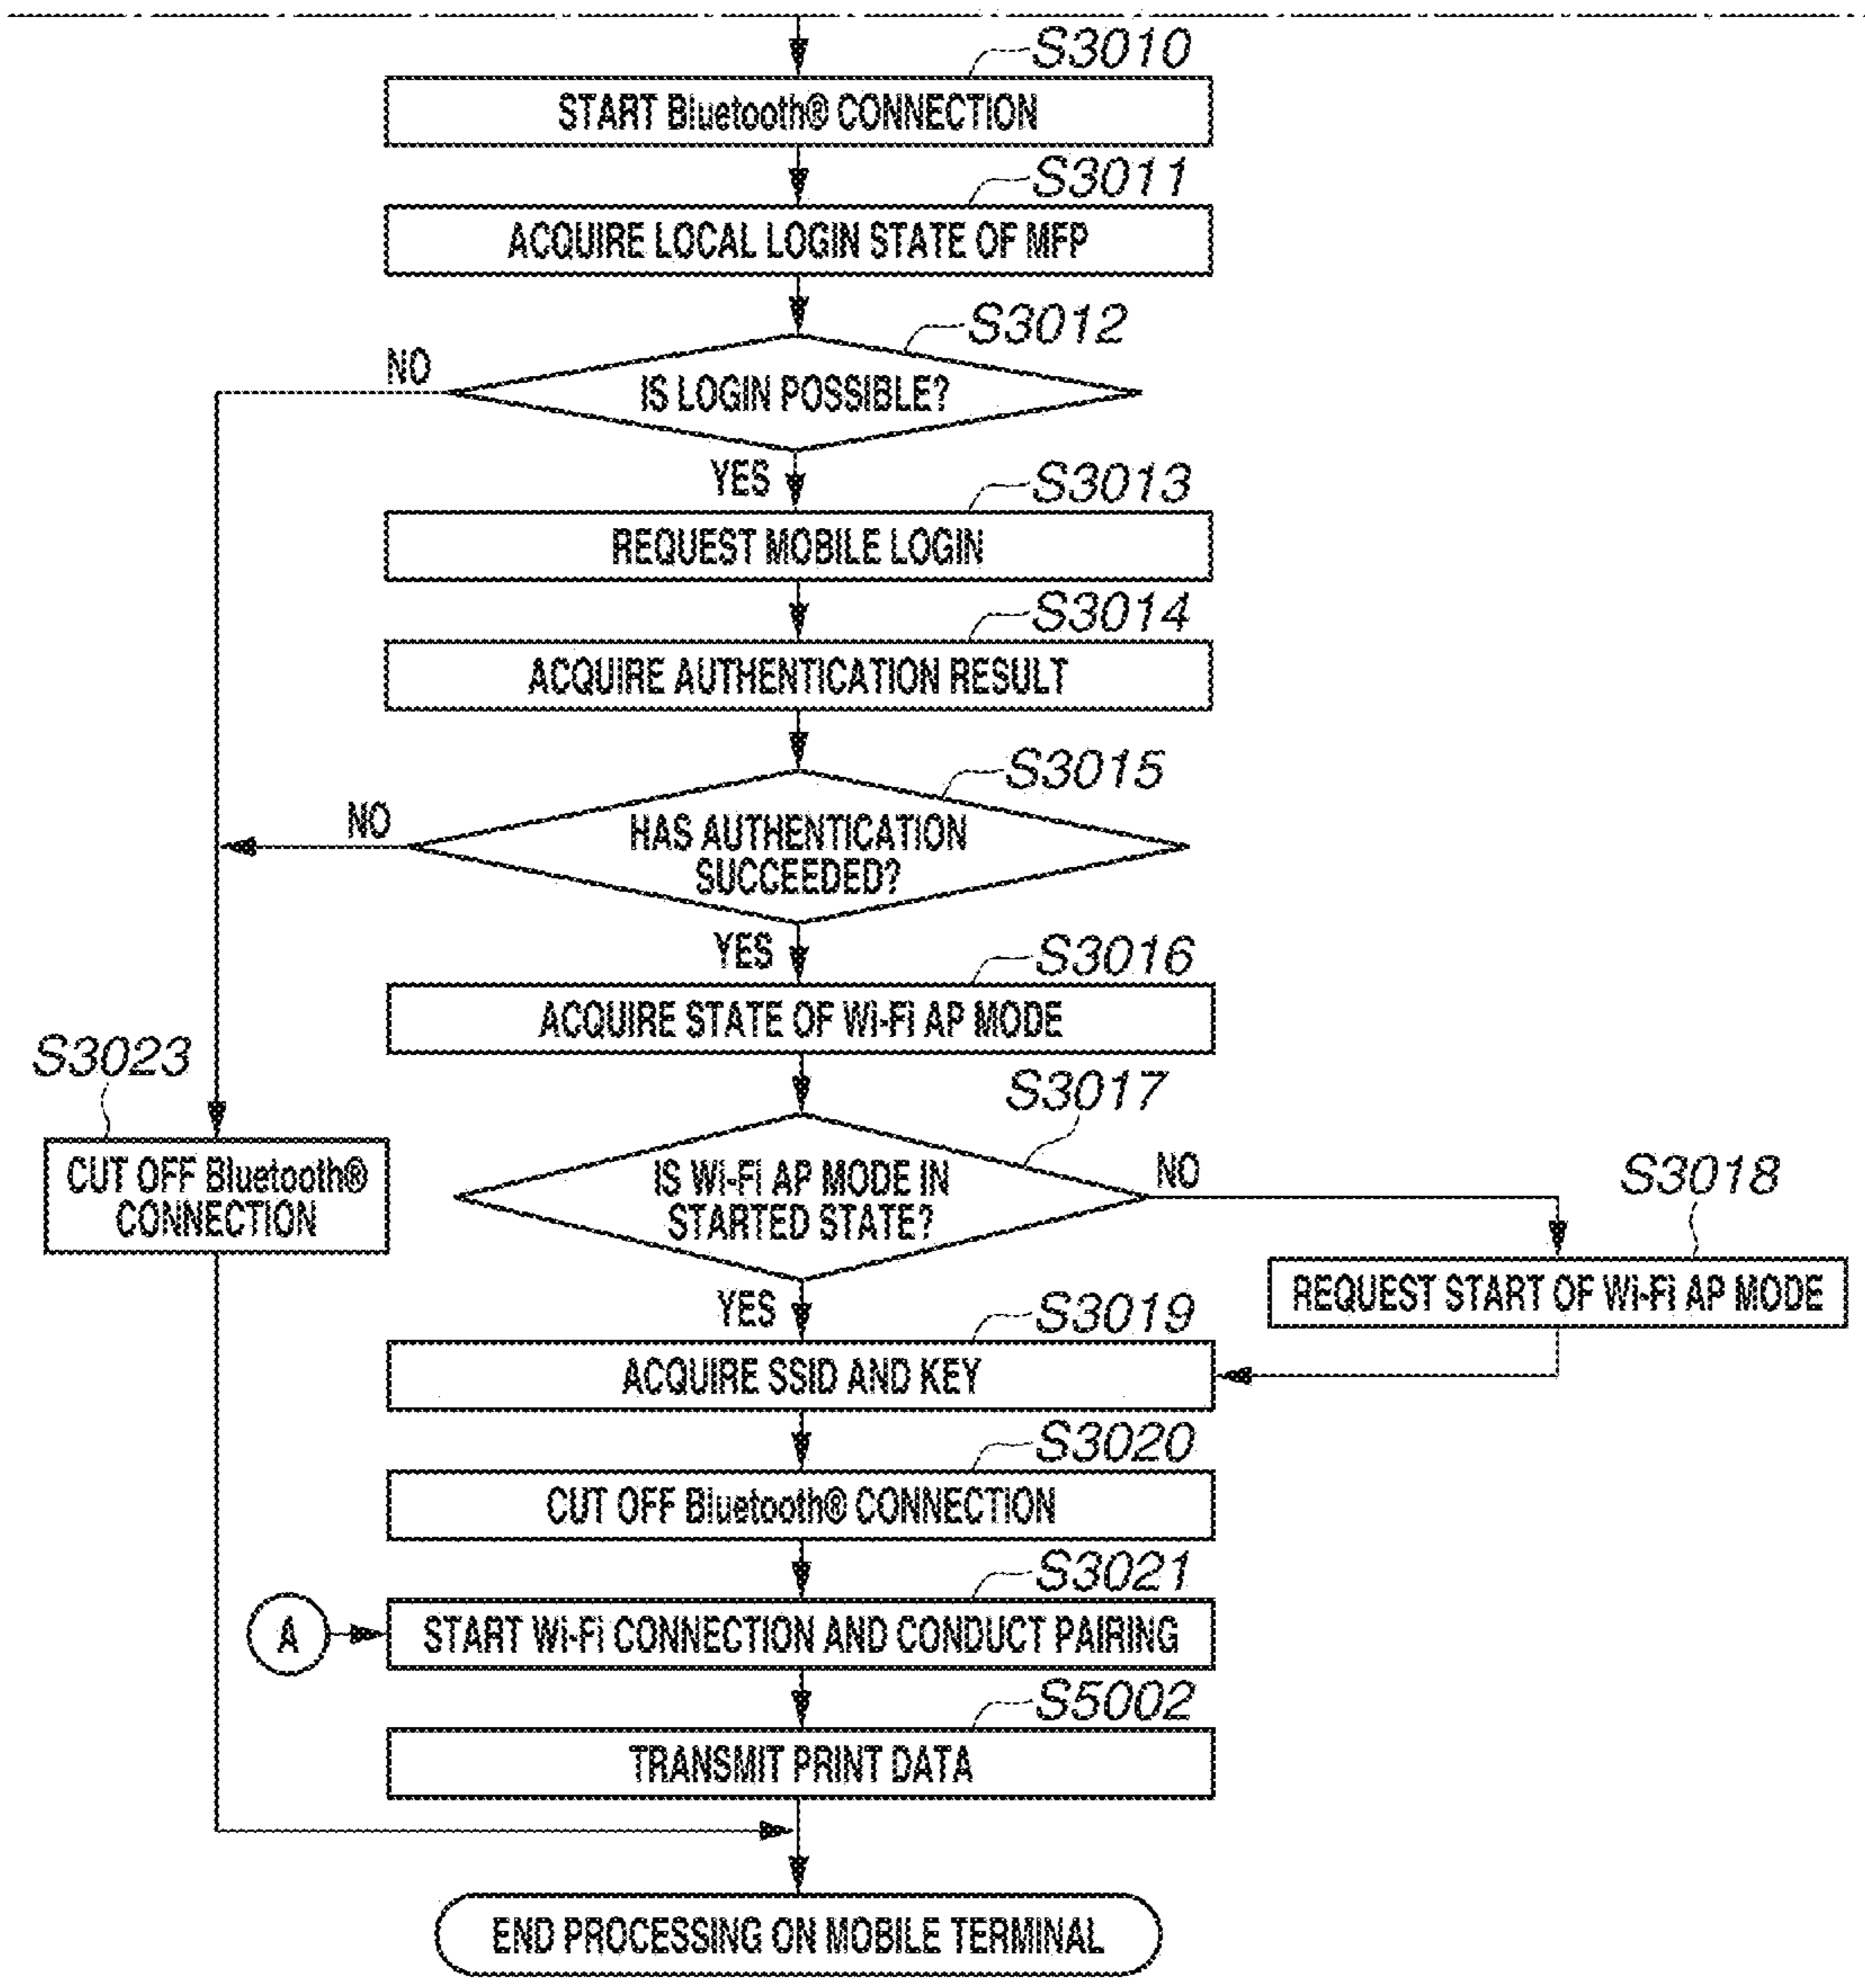 S3010
START Bluetooth® CONNECTION
S3011
ACQUIRE LOCAL LOGIN STATE OF MFP
S3012
NO
IS LOGIN POSSIBLE?
YES
S3013
REQUEST MOBILE LOGIN
S3014
ACQUIRE AUTHENTICATION RESULT
S3015
NO
HAS AUTHENTICATION
SUCCEEDED?
YES
S3016
ACQUIRE STATE OF Wi-Fi AP MODE
S3023
CUT OFF Bluetooth®
CONNECTION
S3017
IS Wi-Fi AP MODE IN
STARTED STATE?
NO
S3018
REQUEST START OF Wi-Fi AP MODE
YES
S3019
ACQUIRE SSID AND KEY
S3020
CUT OFF Bluetooth® CONNECTION
S3021
A
START Wi-Fi CONNECTION AND CONDUCT PAIRING
S5002
TRANSMIT PRINT DATA
END PROCESSING ON MOBILE TERMINAL